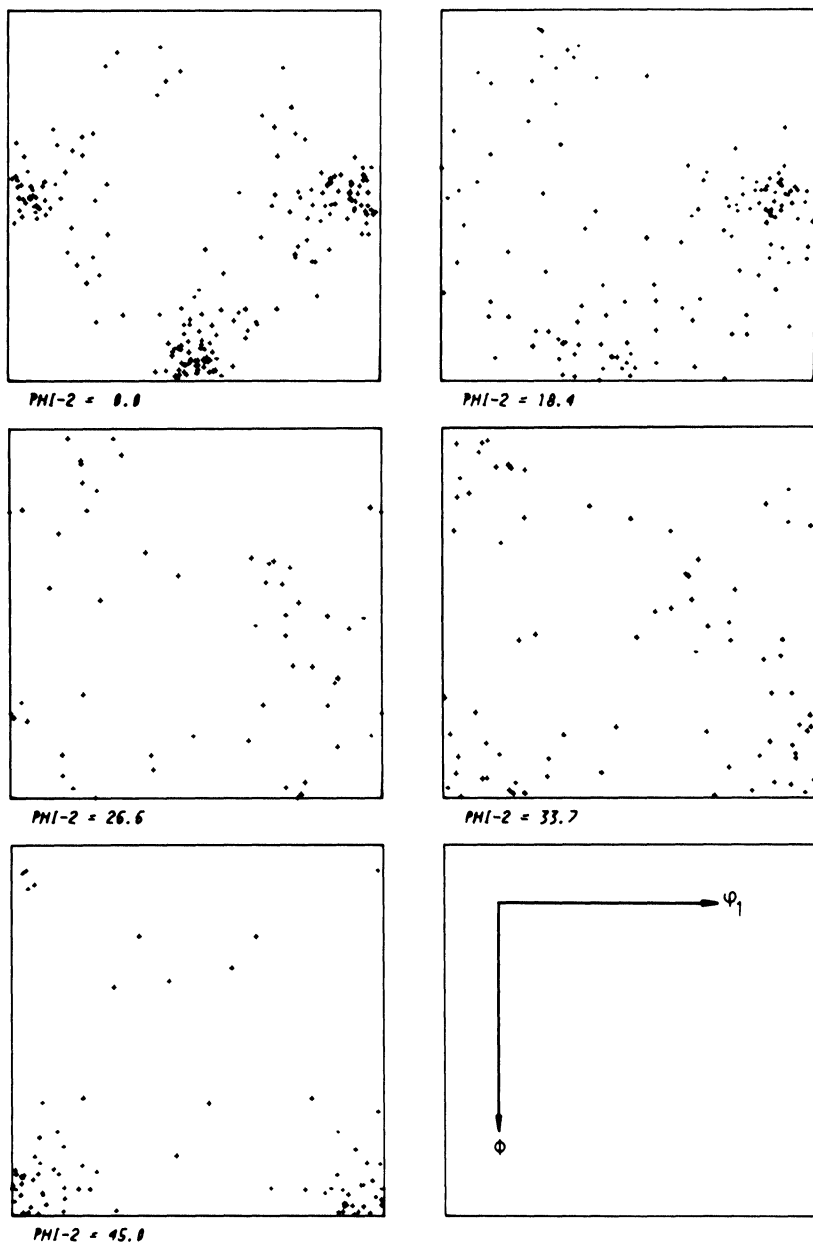 PHI-2 = 0.0
PHI-2 = 18.4
PHI-2 = 26.6
PHI-2 = 33.7
φ₁
Φ
PHI-2 = 45.0